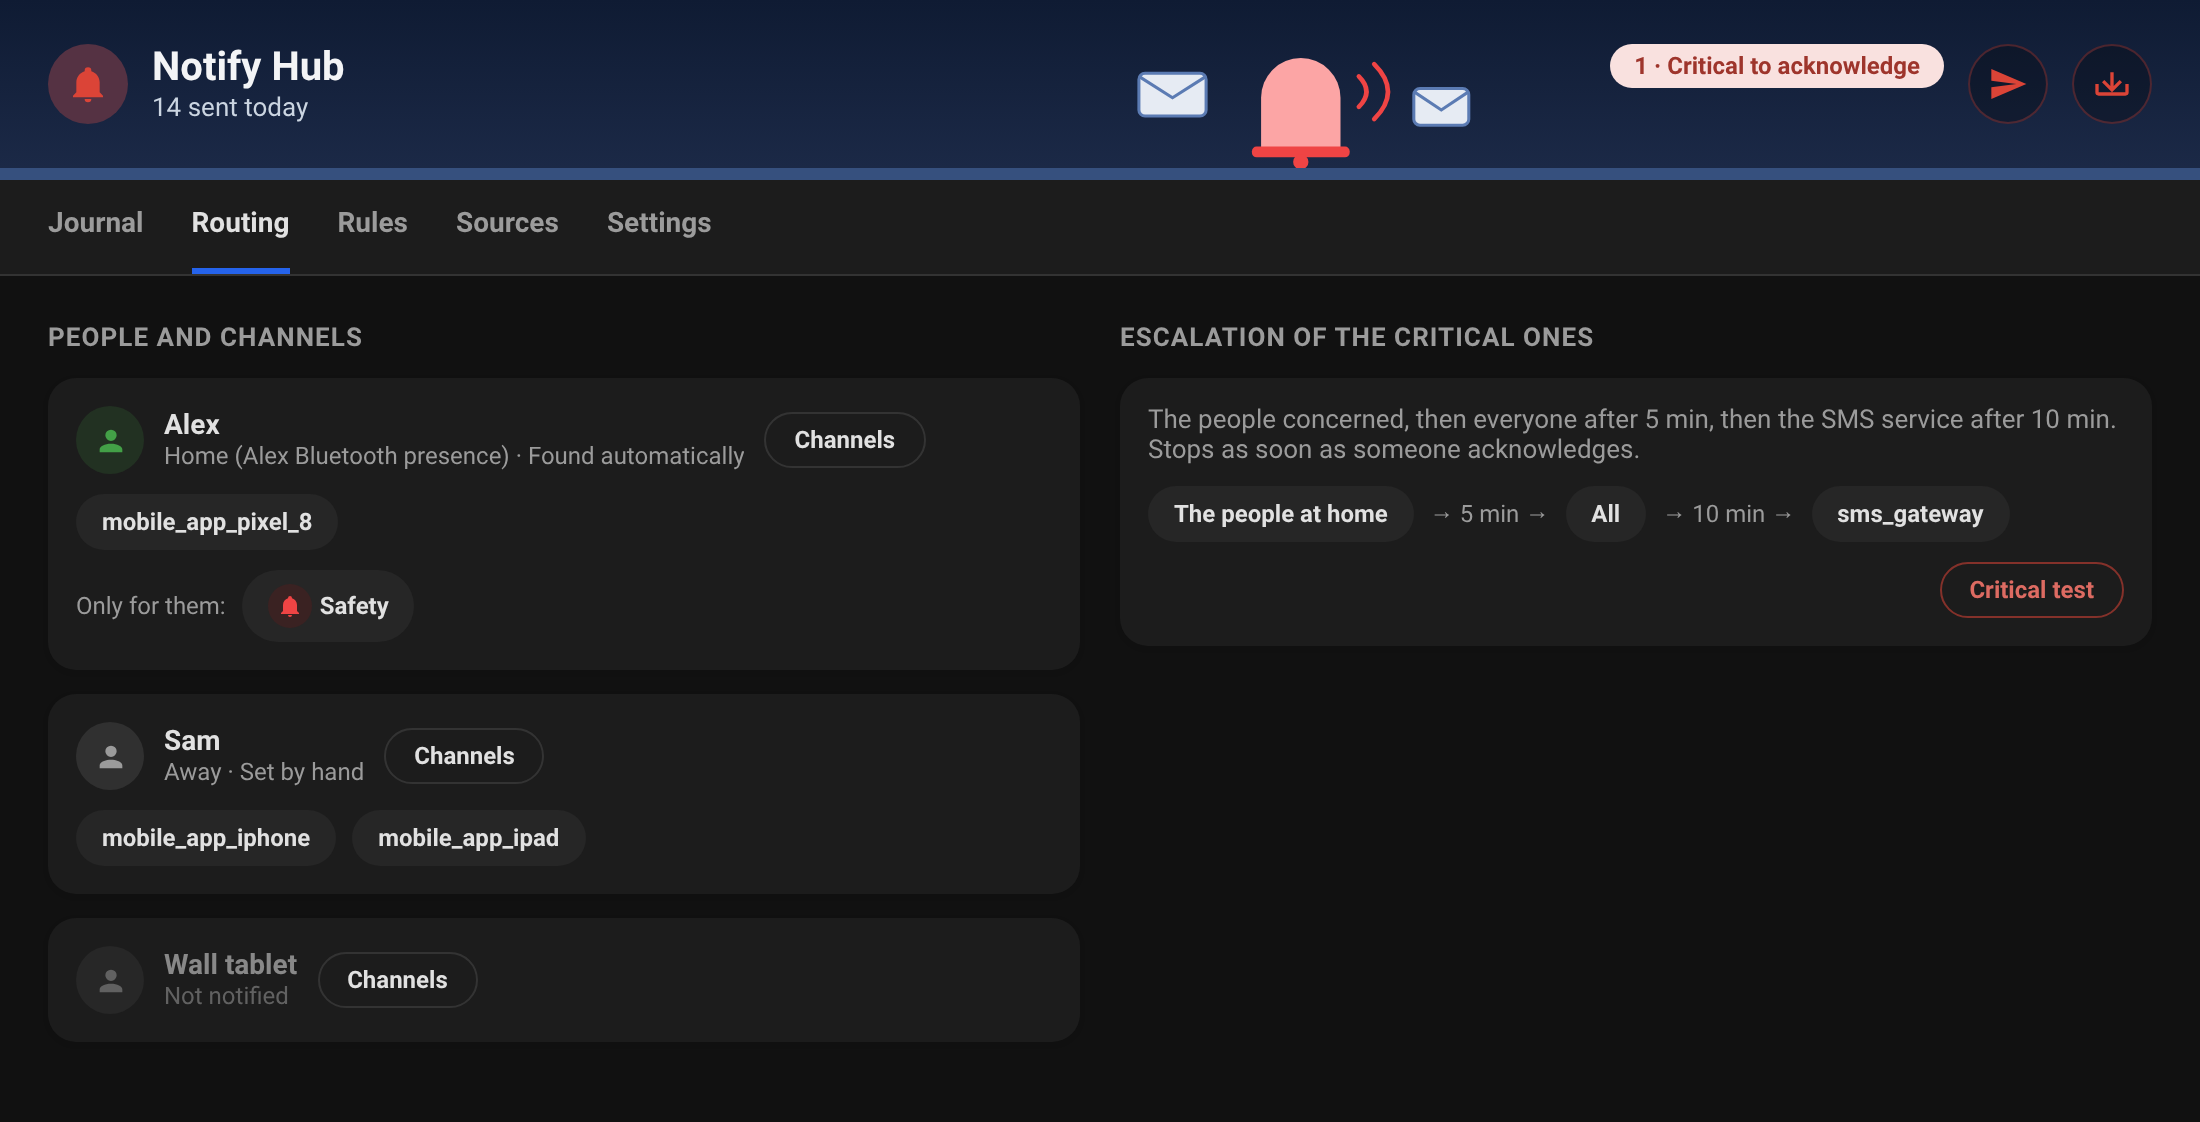 Notify Hub
14 sent today
1 · Critical to acknowledge
Journal
Routing
Rules
Sources
Settings
PEOPLE AND CHANNELS
Alex
Home (Alex Bluetooth presence) · Found automatically
Channels
mobile_app_pixel_8
Only for them:
Safety
Sam
Away · Set by hand
Channels
mobile_app_iphone
mobile_app_ipad
Wall tablet
Not notified
Channels
ESCALATION OF THE CRITICAL ONES
The people concerned, then everyone after 5 min, then the SMS service after 10 min.
Stops as soon as someone acknowledges.
The people at home → 5 min → All → 10 min → sms_gateway
Critical test